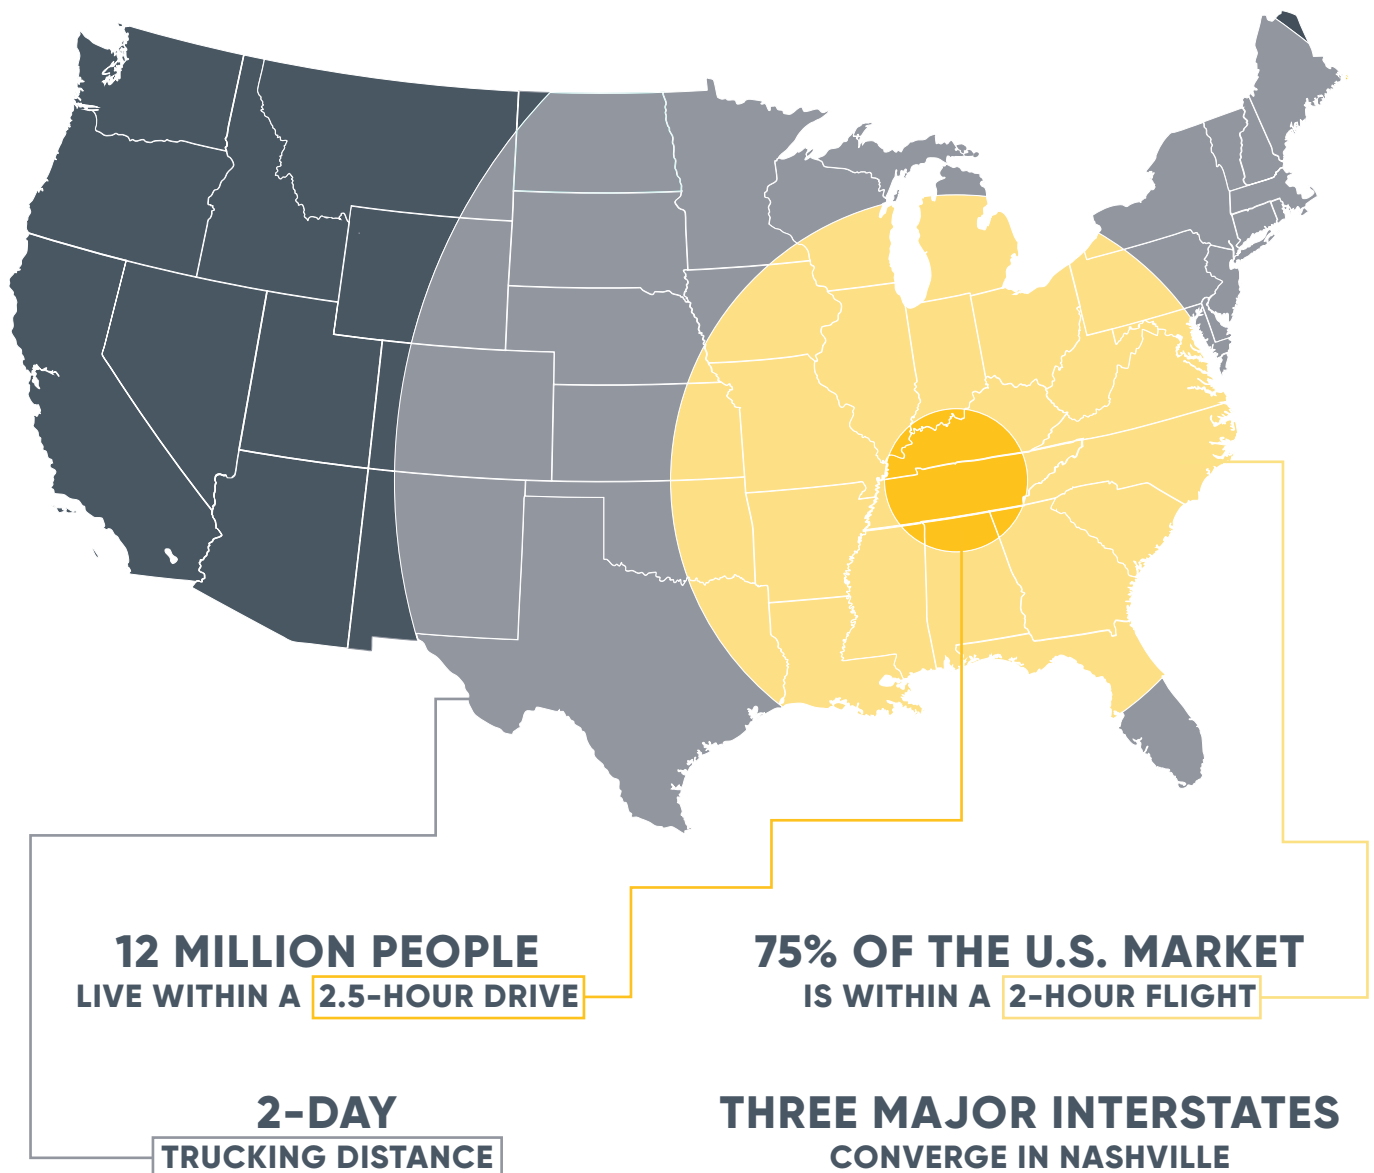 12 MILLION PEOPLE
LIVE WITHIN A 2.5-HOUR DRIVE
75% OF THE U.S. MARKET
IS WITHIN A 2-HOUR FLIGHT
2-DAY
TRUCKING DISTANCE
THREE MAJOR INTERSTATES
CONVERGE IN NASHVILLE